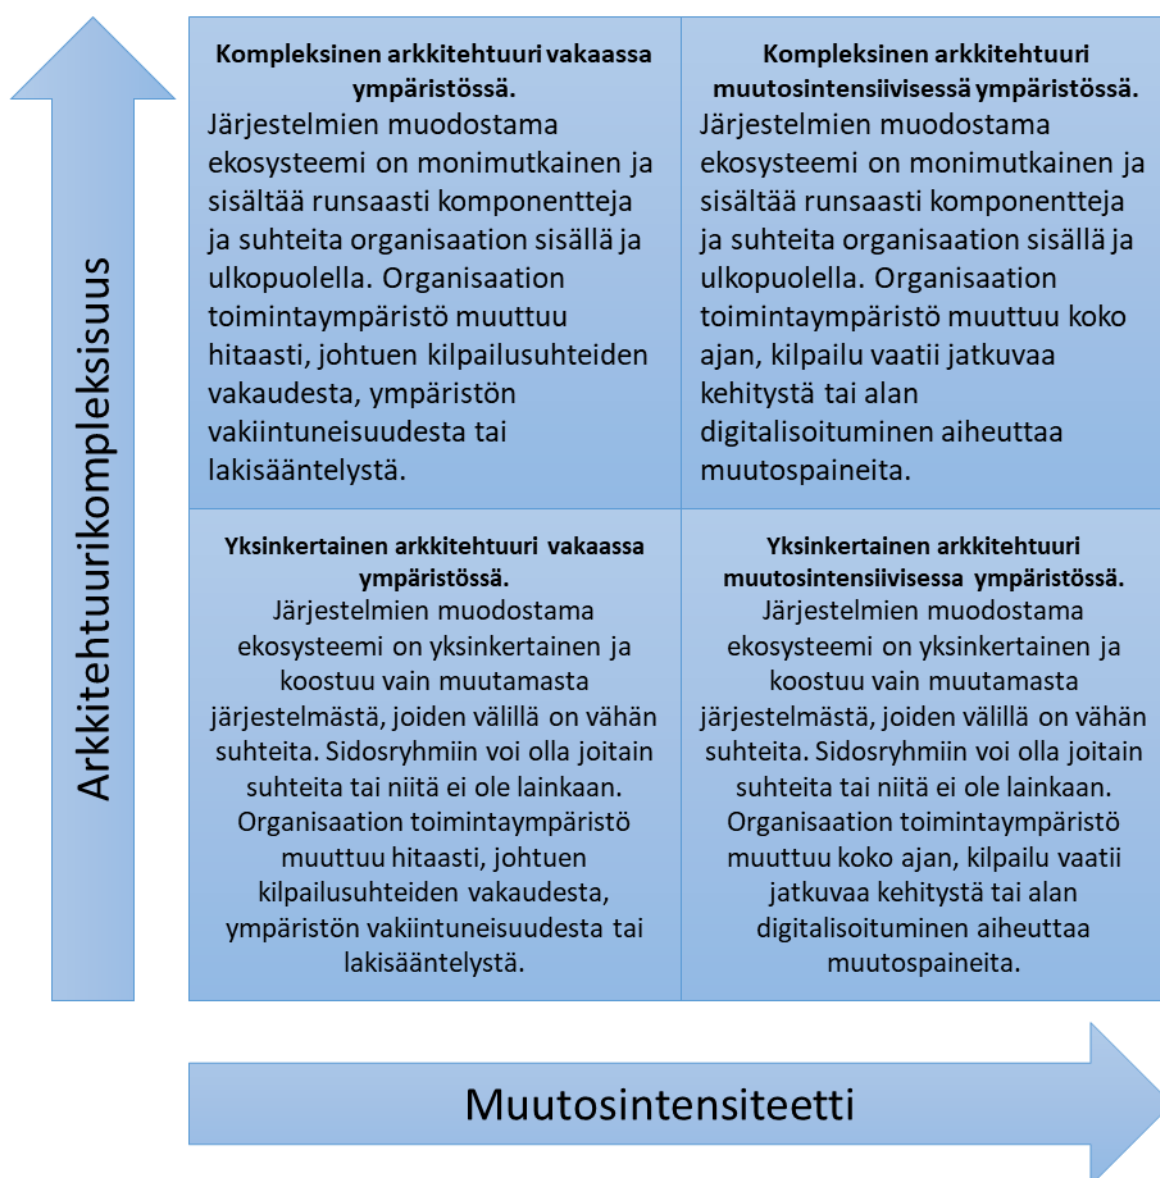 Arkkitehtuurikompleksisuus
Kompleksinen arkkitehtuuri vakaassa
ympäristössä.
Järjestelmien muodostama
ekosysteemi on monimutkainen ja
sisältää runsaasti komponentteja
ja suhteita organisaation sisällä ja
ulkopuolella. Organisaation
toimintaympäristö muuttuu
hitaasti, johtuen kilpailusuhteiden
vakaudesta, ympäristön
vakiintuneisuudesta tai
lakisääntelystä.
Kompleksinen arkkitehtuuri
muutosintensiivisessä ympäristössä.
Järjestelmien muodostama
ekosysteemi on monimutkainen ja
sisältää runsaasti komponentteja
ja suhteita organisaation sisällä ja
ulkopuolella. Organisaation
toimintaympäristö muuttuu koko
ajan, kilpailu vaatii jatkuvaa
kehitystä tai alan
digitalisoituminen aiheuttaa
muutospaineita.
Yksinkertainen arkkitehtuuri vakaassa
ympäristössä.
Järjestelmien muodostama
ekosysteemi on yksinkertainen ja
koostuu vain muutamasta
järjestelmästä, joiden välillä on vähän
suhteita. Sidosryhmiin voi olla joitain
suhteita tai niitä ei ole lainkaan.
Organisaation toimintaympäristö
muuttuu hitaasti, johtuen
kilpailusuhteiden vakaudesta,
ympäristön vakiintuneisuudesta tai
lakisääntelystä.
Yksinkertainen arkkitehtuuri
muutosintensiivisessa ympäristössä.
Järjestelmien muodostama
ekosysteemi on yksinkertainen ja
koostuu vain muutamasta
järjestelmästä, joiden välillä on vähän
suhteita. Sidosryhmiin voi olla joitain
suhteita tai niitä ei ole lainkaan.
Organisaation toimintaympäristö
muuttuu koko ajan, kilpailu vaatii
jatkuvaa kehitystä tai alan
digitalisoituminen aiheuttaa
muutospaineita.
Muutosintensiteetti